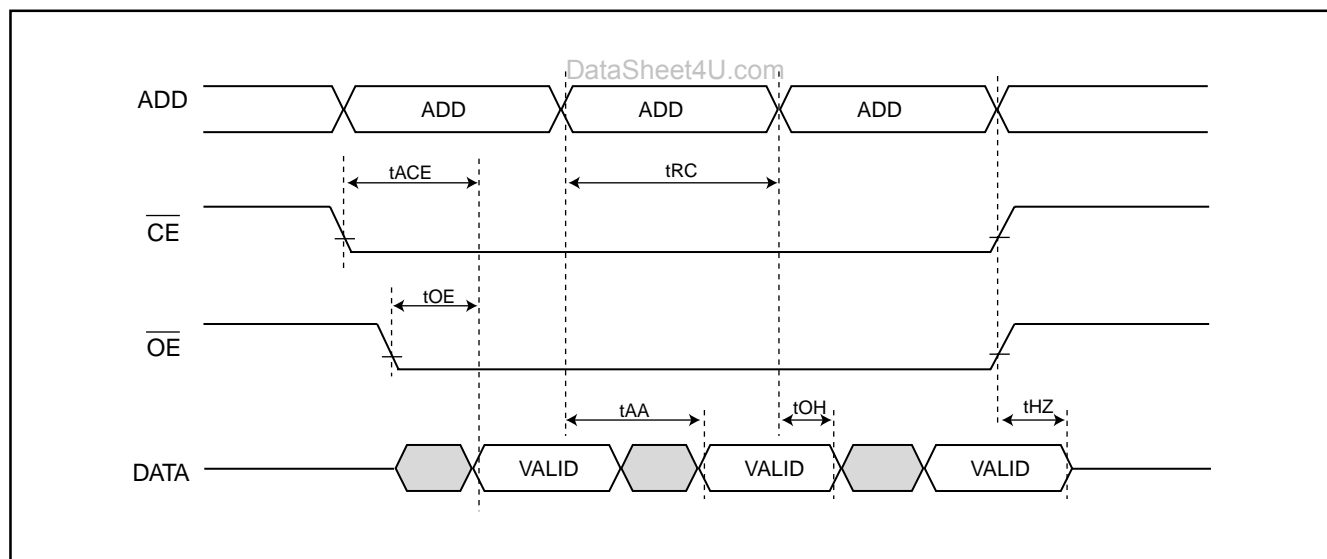 DataSheet4U.com
ADD ADD ADD ADD
tACE tRC
CE
tOE
OE
tAA tOH tHZ
DATA VALID VALID VALID